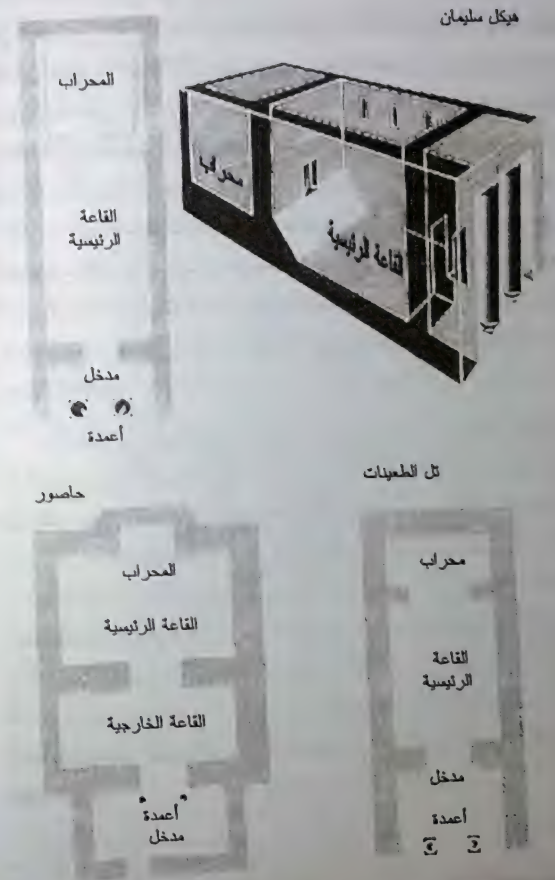 هيكل سليمان
المحراب
القاعة
الرئيسية
مدخل
أعمدة
محراب
القاعة الرئيسية
حاصور
المحراب
القاعة الرئيسية
القاعة الخارجية
أعمدة
مدخل
تل الطعينات
محراب
القاعة
الرئيسية
مدخل
أعمدة